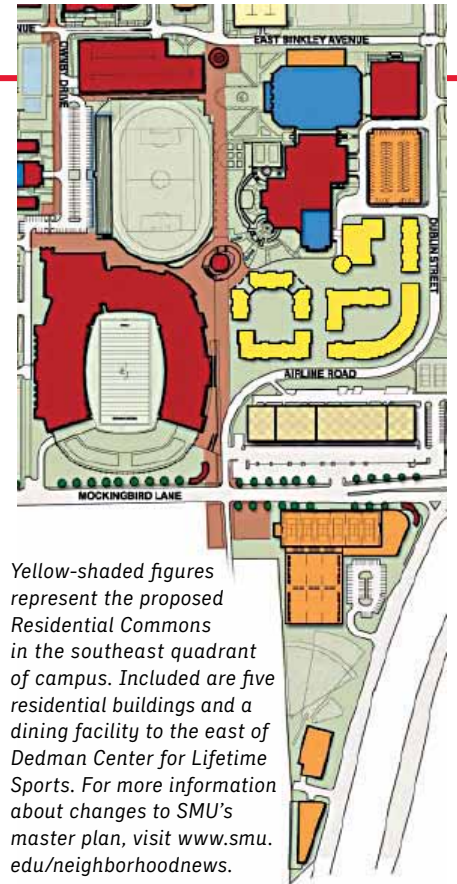 NUE
EAST BINKLEY AVENUE
OWNBY DRIVE
DUBLIN STREET
AIRLINE ROAD
MOCKINGBIRD LANE
Yellow-shaded figures
represent the proposed
Residential Commons
in the southeast quadrant
of campus. Included are five
residential buildings and a
dining facility to the east of
Dedman Center for Lifetime
Sports. For more information
about changes to SMU's
master plan, visit www.smu.
edu/neighborhoodnews.